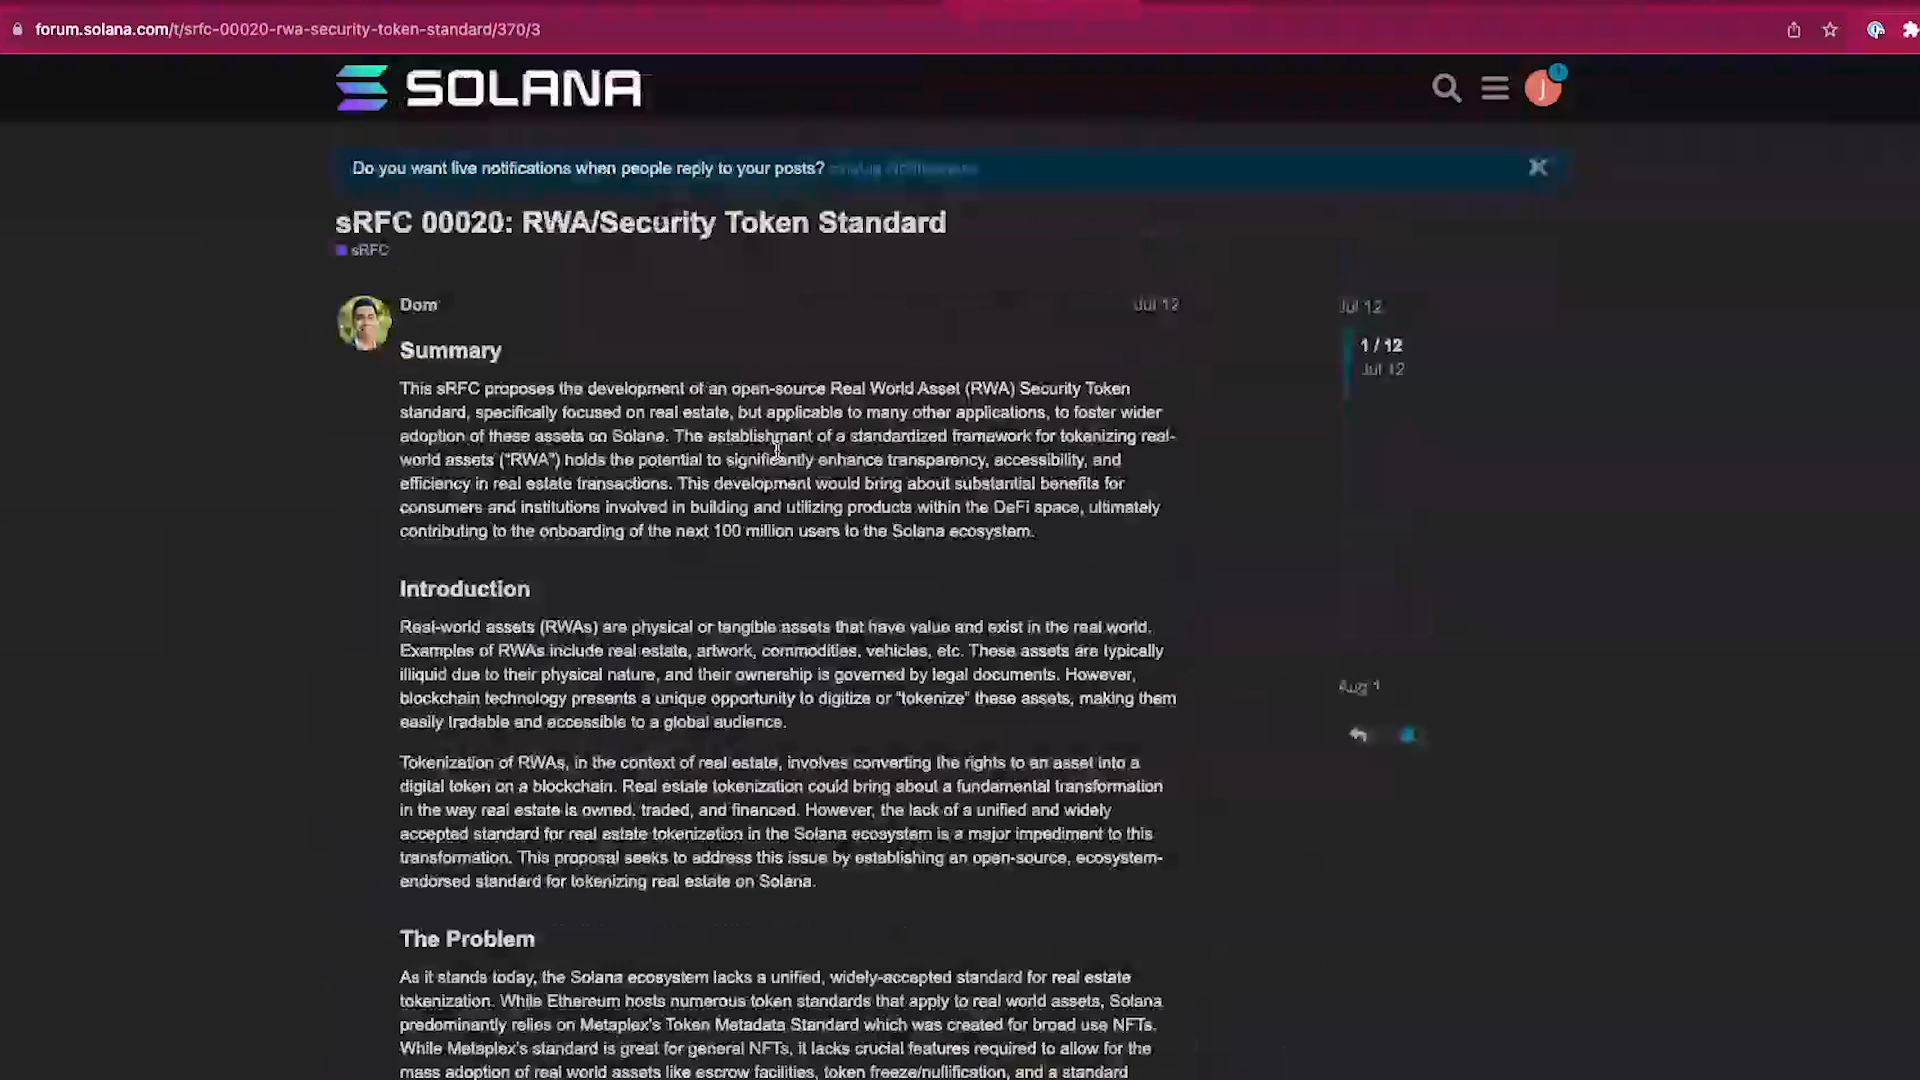 forum.solana.com/t/srfc-00020-rwa-security-token-standard/370/3
SOLANA
J
1
Do you want live notifications when people reply to your posts?
sRFC 00020: RWA/Security Token Standard
sRFC
Dom
Jul 12
Jul 12
1 / 12
Jul 12
Summary
This sRFC proposes the development of an open-source Real World Asset (RWA) Security Token
standard, specifically focused on real estate, but applicable to many other applications, to foster wider
adoption of these assets on Solana. The establishment of a standardized framework for tokenizing real-
world assets ("RWA") holds the potential to significantly enhance transparency, accessibility, and
efficiency in real estate transactions. This development would bring about substantial benefits for
consumers and institutions involved in building and utilizing products within the DeFi space, ultimately
contributing to the onboarding of the next 100 million users to the Solana ecosystem.
Introduction
Real-world assets (RWAs) are physical or tangible assets that have value and exist in the real world.
Examples of RWAs include real estate, artwork, commodities, vehicles, etc. These assets are typically
illiquid due to their physical nature, and their ownership is governed by legal documents. However,
blockchain technology presents a unique opportunity to digitize or "tokenize" these assets, making them
easily tradable and accessible to a global audience.
Aug 1
Tokenization of RWAs, in the context of real estate, involves converting the rights to an asset into a
digital token on a blockchain. Real estate tokenization could bring about a fundamental transformation
in the way real estate is owned, traded, and financed. However, the lack of a unified and widely
accepted standard for real estate tokenization in the Solana ecosystem is a major impediment to this
transformation. This proposal seeks to address this issue by establishing an open-source, ecosystem-
endorsed standard for tokenizing real estate on Solana.
The Problem
As it stands today, the Solana ecosystem lacks a unified, widely-accepted standard for real estate
tokenization. While Ethereum hosts numerous token standards that apply to real world assets, Solana
predominantly relies on Metaplex's Token Metadata Standard which was created for broad use NFTs.
While Metaplex's standard is great for general NFTs, it lacks crucial features required to allow for the
mass adoption of real world assets like escrow facilities, token freeze/nullification, and a standard